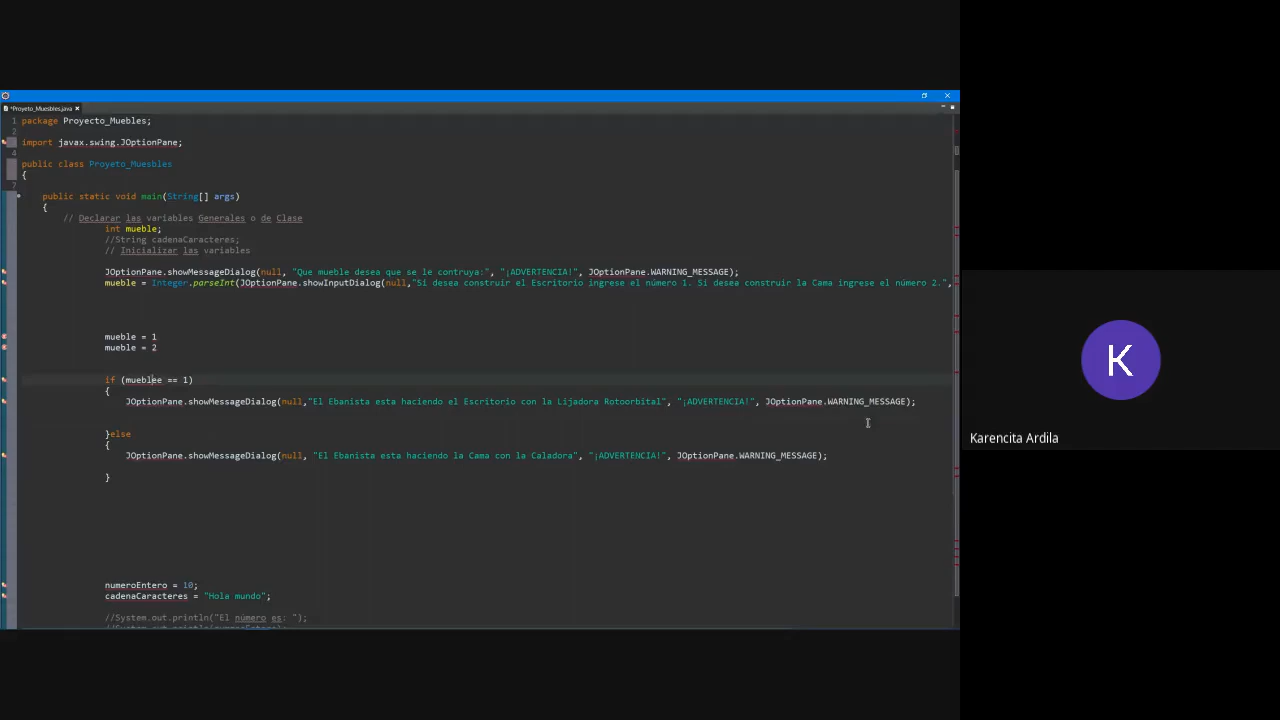 *Proyeto_Muesbles.java
1 package Proyecto_Muebles;
2
import javax.swing.JOptionPane;
4
public class Proyeto_Muesbles
{
7
public static void main(String[] args)
{
// Declarar las variables Generales o de Clase
int mueble;
//String cadenaCaracteres;
// Inicializar las variables
JOptionPane.showMessageDialog(null, "Que mueble desea que se le contruya:", "¡ADVERTENCIA!", JOptionPane.WARNING_MESSAGE);
mueble = Integer.parseInt(JOptionPane.showInputDialog(null,"Si desea construir el Escritorio ingrese el número 1. Si desea construir la Cama ingrese el número 2.",
mueble = 1
mueble = 2
if (mueblee == 1)
{
JOptionPane.showMessageDialog(null,"El Ebanista esta haciendo el Escritorio con la Lijadora Rotoorbital", "¡ADVERTENCIA!", JOptionPane.WARNING_MESSAGE);
}else
{
JOptionPane.showMessageDialog(null, "El Ebanista esta haciendo la Cama con la Caladora", "¡ADVERTENCIA!", JOptionPane.WARNING_MESSAGE);
}
numeroEntero = 10;
cadenaCaracteres = "Hola mundo";
//System.out.println("El número es: ");
K
Karencita Ardila